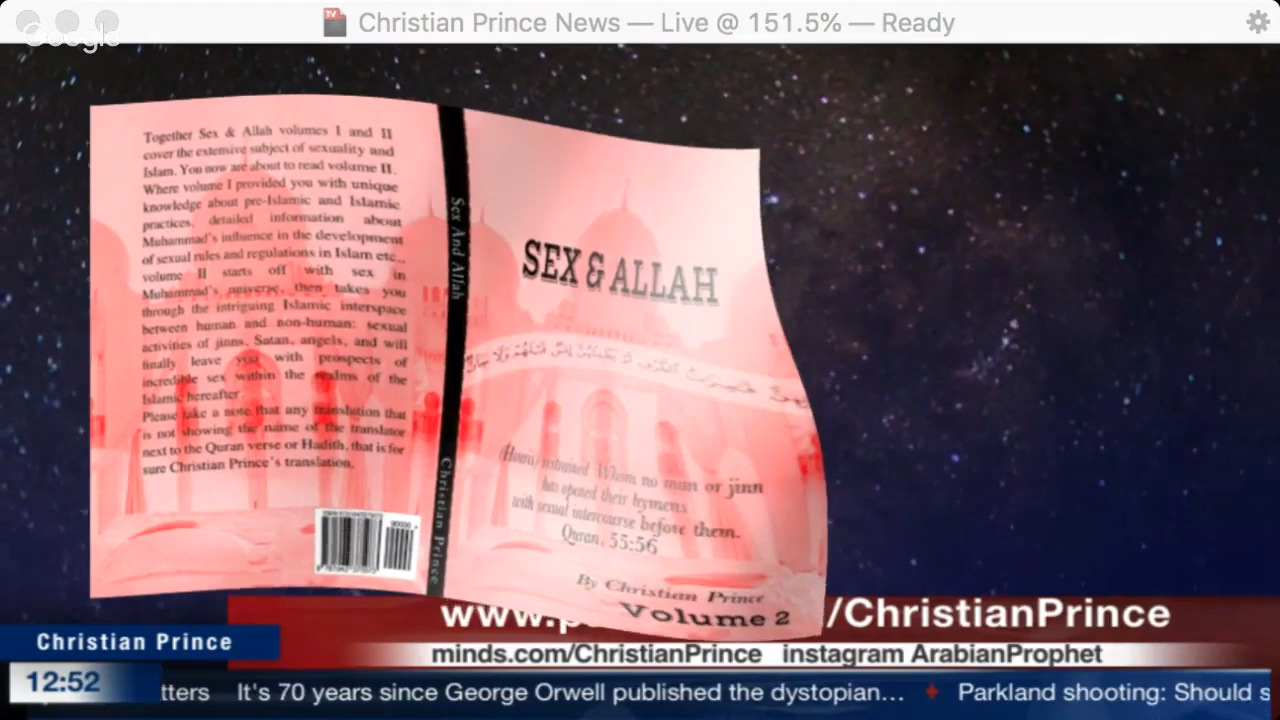 Christian Prince News — Live @ 151.5% — Ready
Google
Together Sex & Allah volumes I and II
cover the extensive subject of sexuality and
Islam. You now are about to read volume II.
Where volume I provided you with unique
knowledge about pre-Islamic and Islamic
practices, detailed information about
Muhammad's influence in the development
of sexual rules and regulations in Islam etc..
volume II starts off with sex in
Muhammad's universe, then takes you
through the intriguing Islamic interspace
between human and non-human: sexual
activities of jinns, Satan, angels, and will
finally leave you with prospects of
incredible sex within the realms of the
Islamic hereafter
Please take a note that any translation that
is not showing the name of the translator
next to the Quran verse or Hadith, that is for
sure Christian Prince's translation.
90000
Sex And Allah
Christian Prince
SEX & ALLAH
(Houris) restrained Whom no man or jinn
has opened their hymens
with sexual intercourse before them.
Quran, 55:56
By Christian Prince
Volume 2
www.p /ChristianPrince
minds.com/ChristianPrince instagram ArabianProphet
Christian Prince
12:52
tters It's 70 years since George Orwell published the dystopian... Parkland shooting: Should s